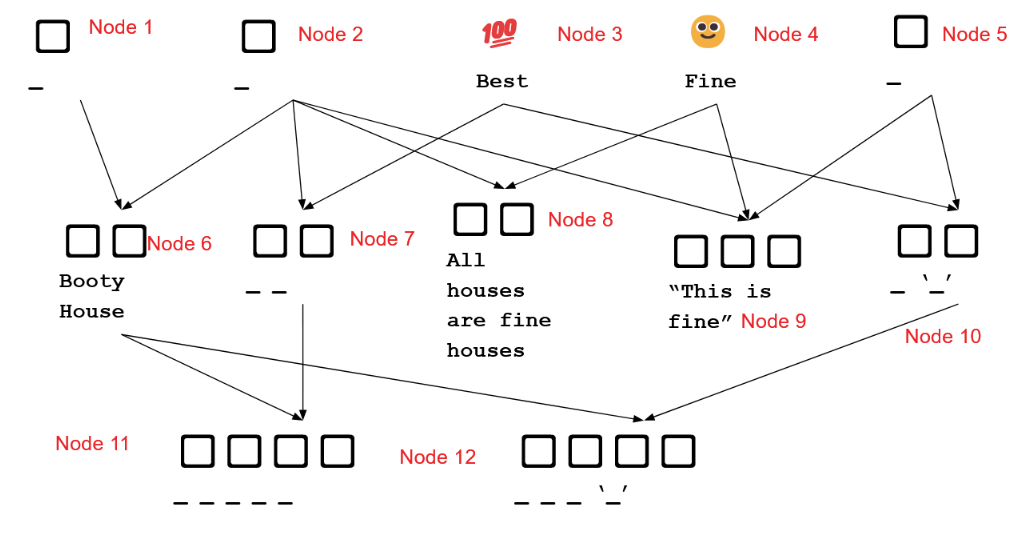 Node 1
Node 2
💯 Node 3
Node 4
Node 5
_
_
Best
Fine
_
Node 6
Node 7
Node 8
Booty
House
_ _
All
houses
are fine
houses
“This is
fine” Node 9
_ ‘_’
Node 10
Node 11
Node 12
_ _ _ _ _
_ _ _ ‘_’